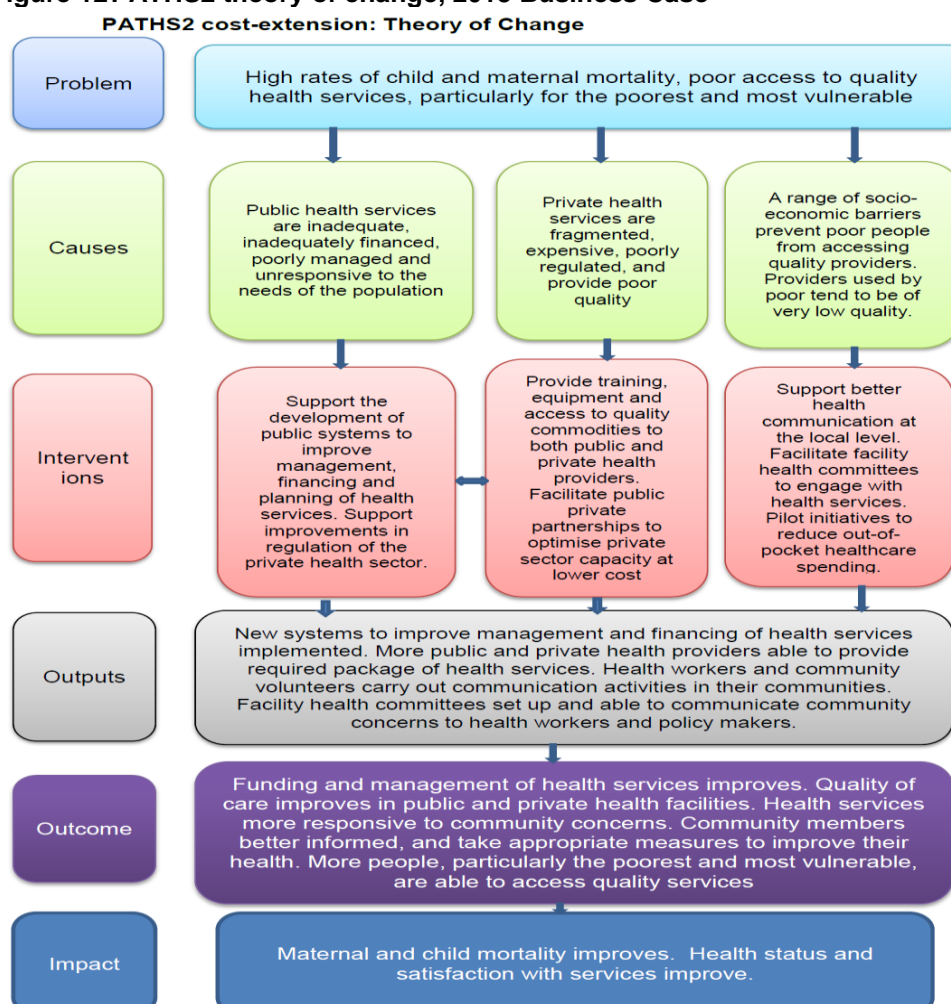 PATHS2 cost-extension: Theory of Change
Problem
High rates of child and maternal mortality, poor access to quality
health services, particularly for the poorest and most vulnerable
Causes
Public health services
are inadequate,
inadequately financed,
poorly managed and
unresponsive to the
needs of the population
Private health
services are
fragmented,
expensive, poorly
regulated, and
provide poor
quality
A range of socio-
economic barriers
prevent poor people
from accessing
quality providers.
Providers used by
poor tend to be of
very low quality.
Intervent
ions
Support the
development of
public systems to
improve
management,
financing and
planning of health
services. Support
improvements in
regulation of the
private health sector.
Provide training,
equipment and
access to quality
commodities to
both public and
private health
providers.
Facilitate public
private
partnerships to
optimise private
sector capacity at
lower cost
Support better
health
communication at
the local level.
Facilitate facility
health committees
to engage with
health services.
Pilot initiatives to
reduce out-of-
pocket healthcare
spending.
Outputs
New systems to improve management and financing of health services
implemented. More public and private health providers able to provide
required package of health services. Health workers and community
volunteers carry out communication activities in their communities.
Facility health committees set up and able to communicate community
concerns to health workers and policy makers.
Outcome
Funding and management of health services improves. Quality of
care improves in public and private health facilities. Health services
more responsive to community concerns. Community members
better informed, and take appropriate measures to improve their
health. More people, particularly the poorest and most vulnerable,
are able to access quality services
Impact
Maternal and child mortality improves. Health status and
satisfaction with services improve.